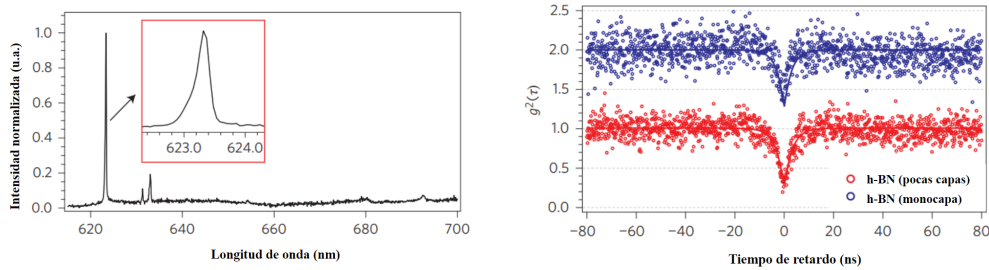 Intensidad normalizada (u.a.)
1.0
0.8
0.6
0.4
0.2
0.0
623.0 624.0
620 640 660 680 700
Longitud de onda (nm)
g²(τ)
2.5
2.0
1.5
1.0
0.5
0.0
h-BN (pocas capas)
h-BN (monocapa)
−80 −60 −40 −20 0 20 40 60 80
Tiempo de retardo (ns)